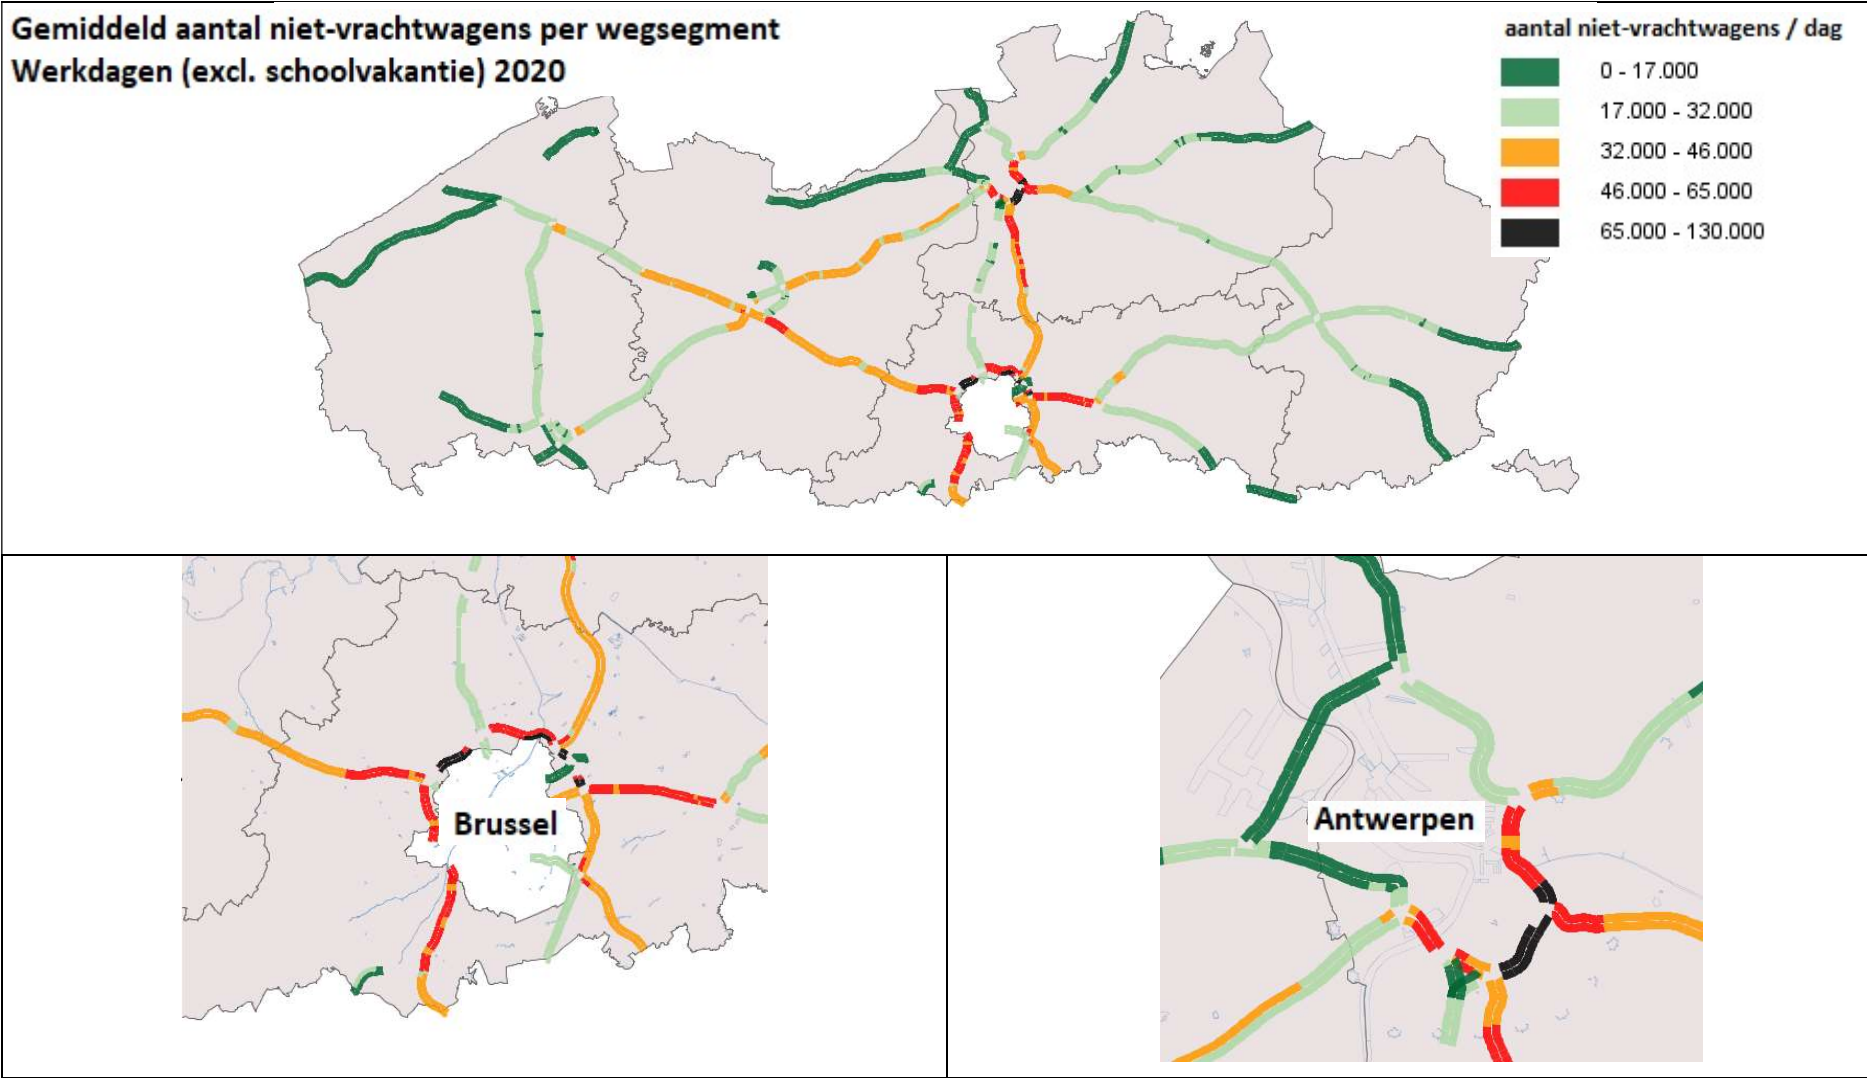 Gemiddeld aantal niet-vrachtwagens per wegsegment
Werkdagen (excl. schoolvakantie) 2020
aantal niet-vrachtwagens / dag
0 - 17.000
17.000 - 32.000
32.000 - 46.000
46.000 - 65.000
65.000 - 130.000
Brussel
Antwerpen